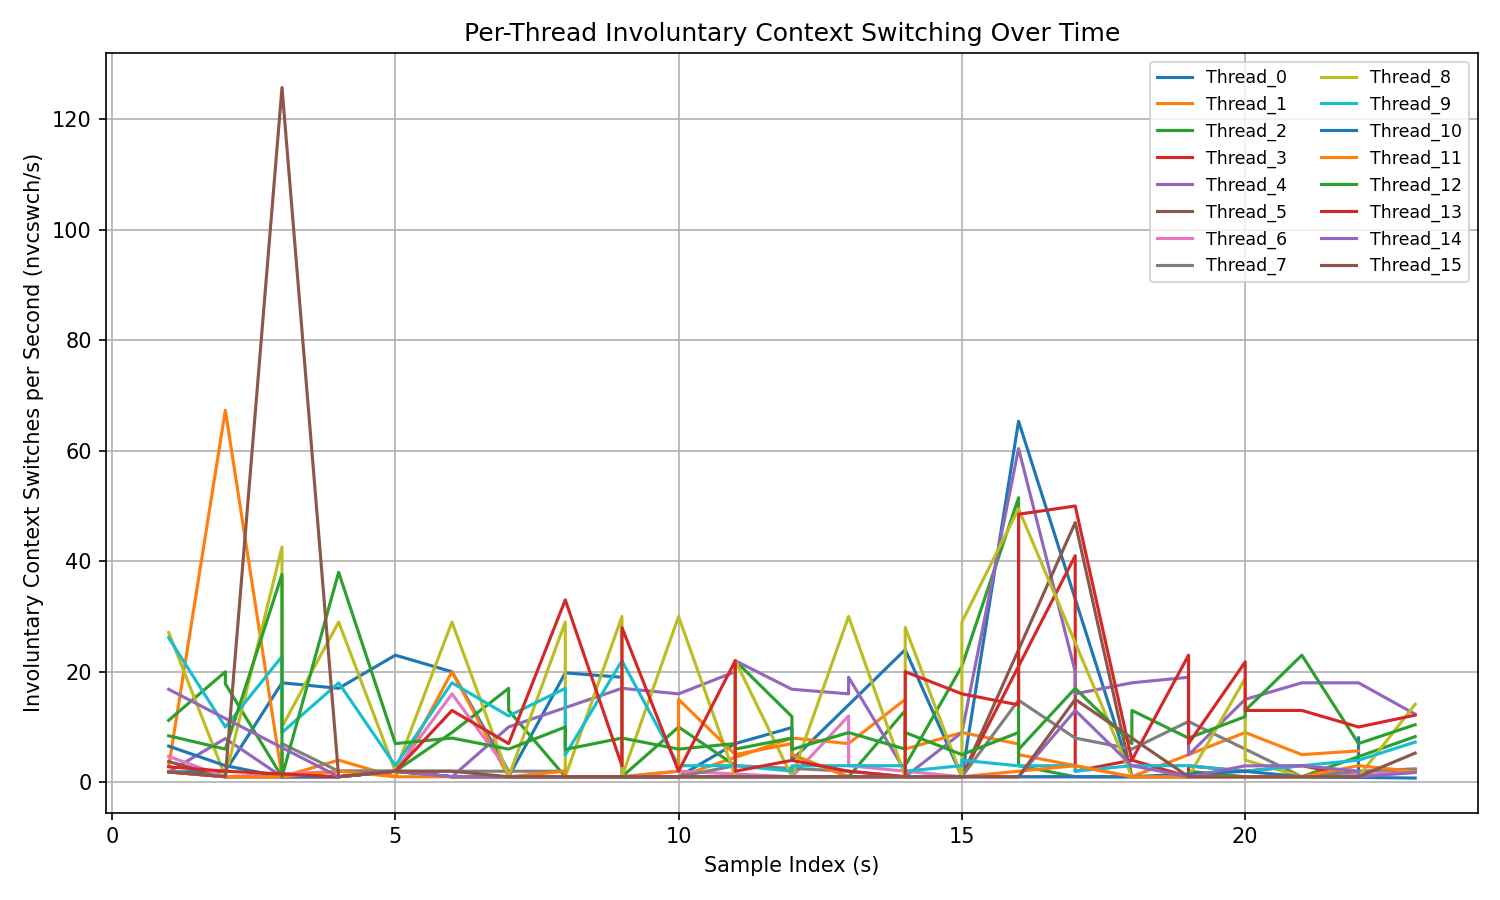 Per-Thread Involuntary Context Switching Over Time
Involuntary Context Switches per Second (nvcswch/s)
120
100
80
60
40
20
0
Thread_0
Thread_1
Thread_2
Thread_3
Thread_4
Thread_5
Thread_6
Thread_7
Thread_8
Thread_9
Thread_10
Thread_11
Thread_12
Thread_13
Thread_14
Thread_15
0
5
10
15
20
Sample Index (s)